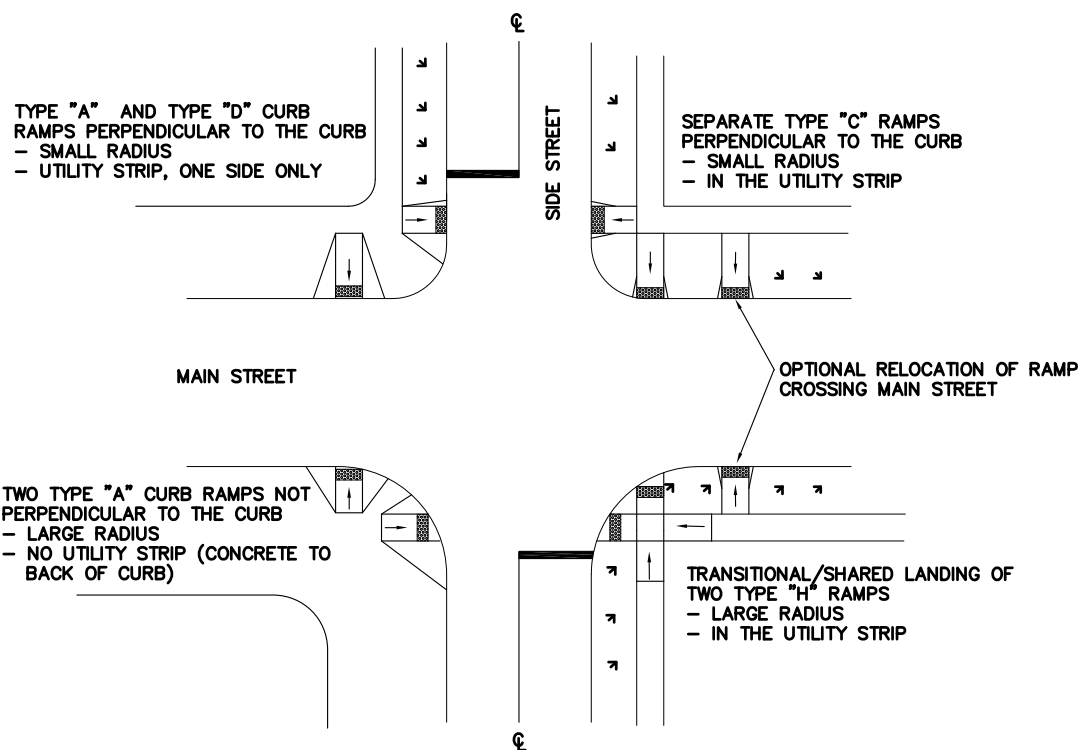 ℄
TYPE "A" AND TYPE "D" CURB
RAMPS PERPENDICULAR TO THE CURB
- SMALL RADIUS
- UTILITY STRIP, ONE SIDE ONLY
SIDE STREET
SEPARATE TYPE "C" RAMPS
PERPENDICULAR TO THE CURB
- SMALL RADIUS
- IN THE UTILITY STRIP
MAIN STREET
OPTIONAL RELOCATION OF RAMP
CROSSING MAIN STREET
TWO TYPE "A" CURB RAMPS NOT
PERPENDICULAR TO THE CURB
- LARGE RADIUS
- NO UTILITY STRIP (CONCRETE TO
BACK OF CURB)
TRANSITIONAL/SHARED LANDING OF
TWO TYPE "H" RAMPS
- LARGE RADIUS
- IN THE UTILITY STRIP
℄